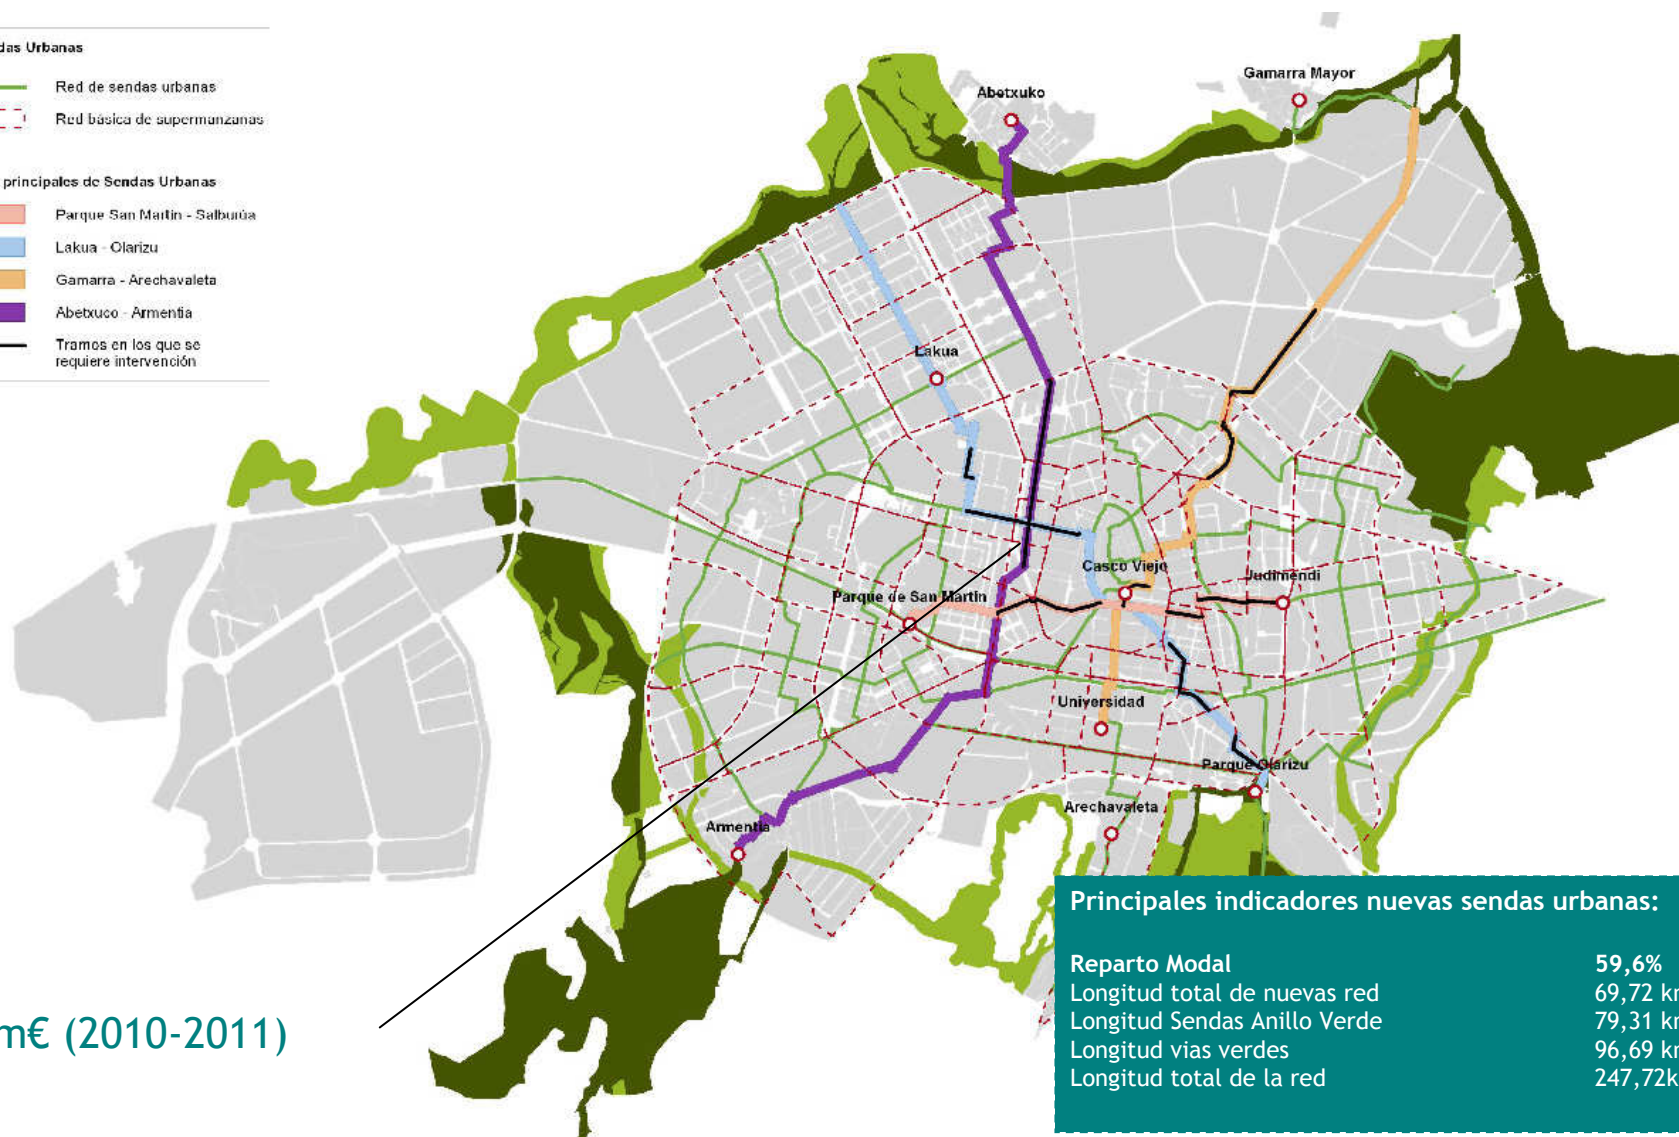 das Urbanas
Red de sendas urbanas
Red básica de supermanzanas
principales de Sendas Urbanas
Parque San Martin - Salburúa
Lakua - Olarizu
Gamarra - Arechavaleta
Abetxuco - Armentia
Tramos en los que se
requiere intervención
Gamarra Mayor
Abetxuko
Lakua
Casco Viejo
Judimendi
Parque de San Martin
Universidad
Parque Olarizu
Arechavaleta
Armentia
m€ (2010-2011)
Principales indicadores nuevas sendas urbanas:
Reparto Modal 59,6%
Longitud total de nuevas red 69,72 k
Longitud Sendas Anillo Verde 79,31 k
Longitud vias verdes 96,69 k
Longitud total de la red 247,72k